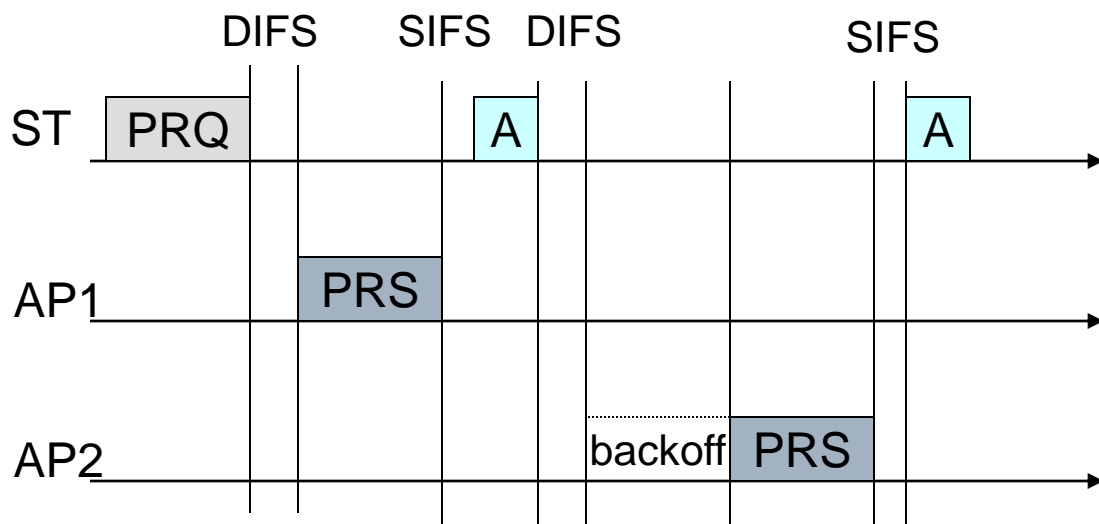 DIFS SIFS DIFS SIFS
ST PRQ A A
AP1 PRS
AP2 backoff PRS